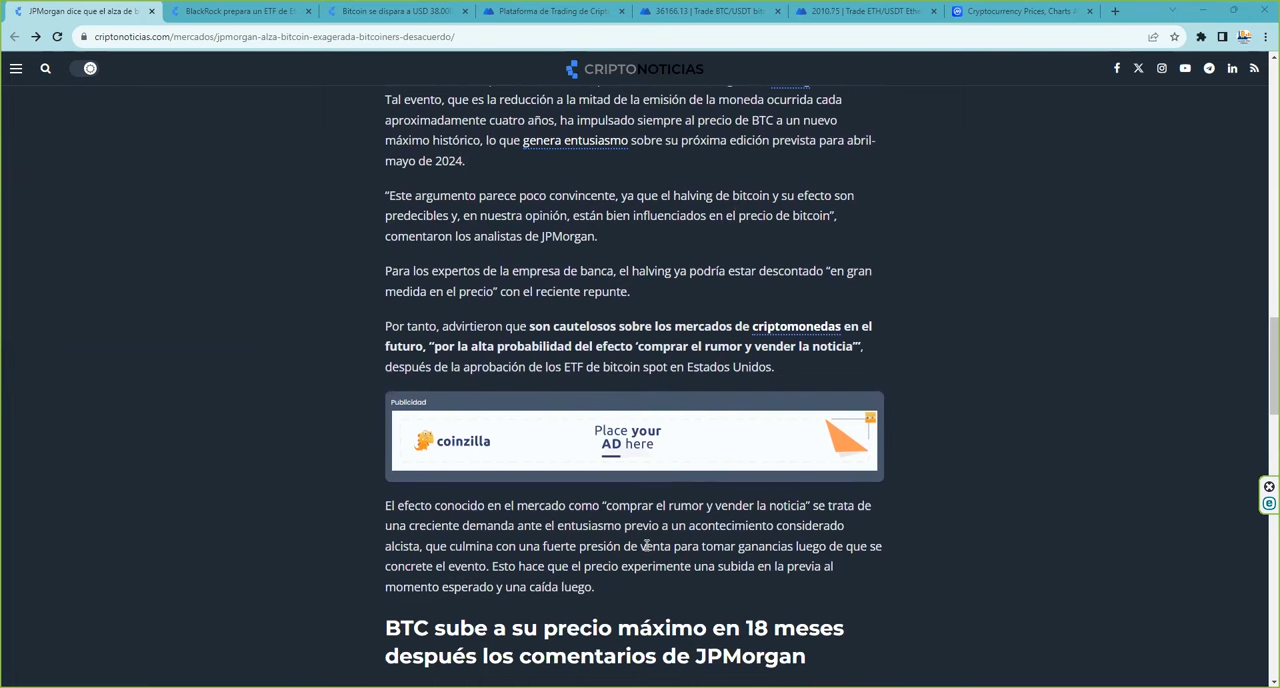 JPMorgan dice que el alza de b
BlackRock prepara un ETF de E
Bitcoin se dispara a USD 38.000
Plataforma de Trading de Cript
36166.13 | Trade BTC/USDT bit
2010.75 | Trade ETH/USDT Ethe
Cryptocurrency Prices, Charts A
criptonoticias.com/mercados/jpmorgan-alza-bitcoin-exagerada-bitcoiners-desacuerdo/
CRIPTONOTICIAS
Tal evento, que es la reducción a la mitad de la emisión de la moneda ocurrida cada
aproximadamente cuatro años, ha impulsado siempre al precio de BTC a un nuevo
máximo histórico, lo que genera entusiasmo sobre su próxima edición prevista para abril-
mayo de 2024.
“Este argumento parece poco convincente, ya que el halving de bitcoin y su efecto son
predecibles y, en nuestra opinión, están bien influenciados en el precio de bitcoin”,
comentaron los analistas de JPMorgan.
Para los expertos de la empresa de banca, el halving ya podría estar descontado “en gran
medida en el precio” con el reciente repunte.
Por tanto, advirtieron que son cautelosos sobre los mercados de criptomonedas en el
futuro, “por la alta probabilidad del efecto ‘comprar el rumor y vender la noticia’”,
después de la aprobación de los ETF de bitcoin spot en Estados Unidos.
Publicidad
coinzilla
Place your
AD here
El efecto conocido en el mercado como “comprar el rumor y vender la noticia” se trata de
una creciente demanda ante el entusiasmo previo a un acontecimiento considerado
alcista, que culmina con una fuerte presión de venta para tomar ganancias luego de que se
concrete el evento. Esto hace que el precio experimente una subida en la previa al
momento esperado y una caída luego.
BTC sube a su precio máximo en 18 meses
después los comentarios de JPMorgan